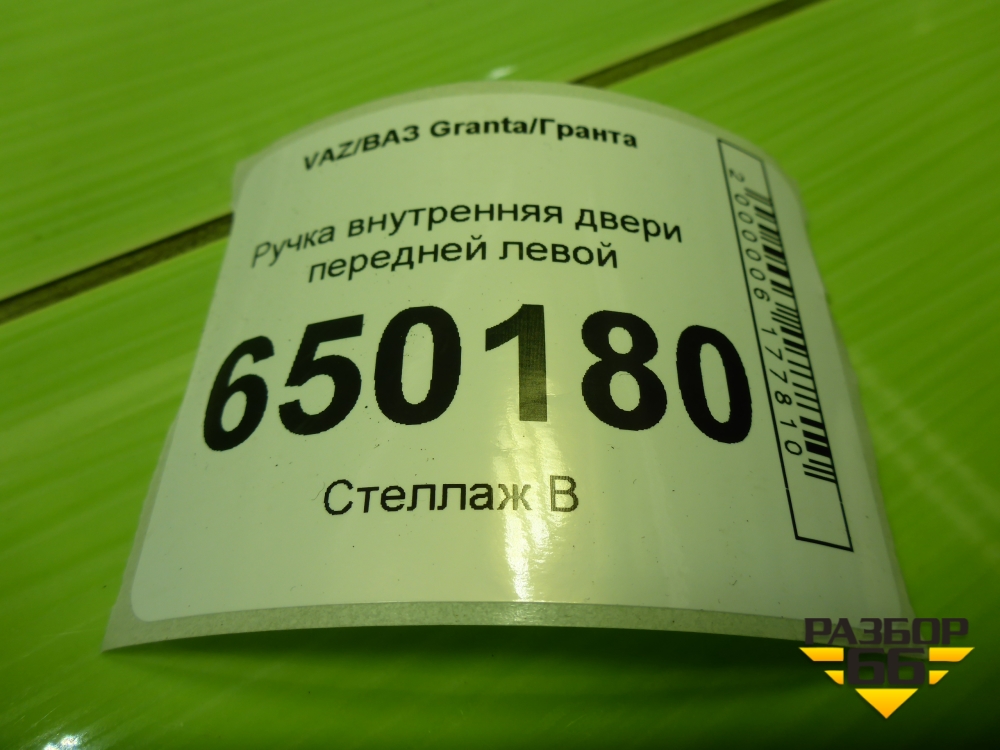 VAZ/ВАЗ Granta/Гранта
Ручка внутренняя двери
передней левой
650180
Стеллаж В
2000006177810
РАЗБОР
66